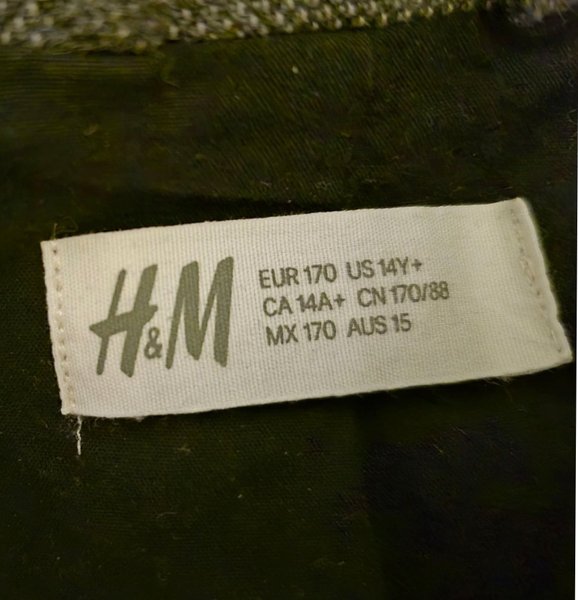 H&M
EUR 170 US 14Y+
CA 14A+ CN 170/88
MX 170 AUS 15